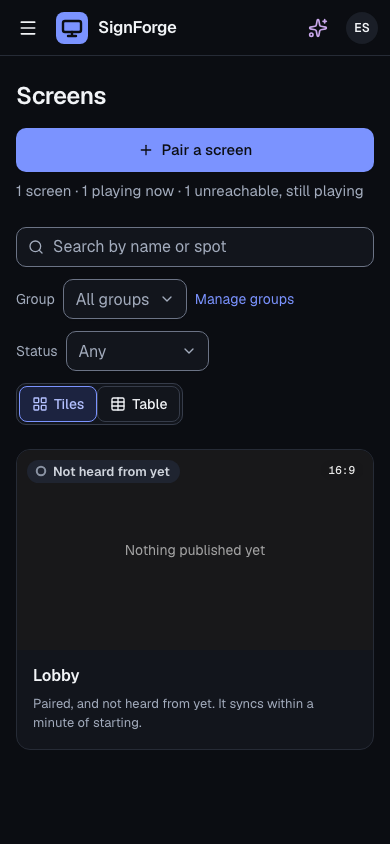 SignForge
ES
Screens
Pair a screen
1 screen · 1 playing now · 1 unreachable, still playing
Search by name or spot
Group
All groups
Manage groups
Status
Any
Tiles
Table
Not heard from yet
16:9
Nothing published yet
Lobby
Paired, and not heard from yet. It syncs within a
minute of starting.